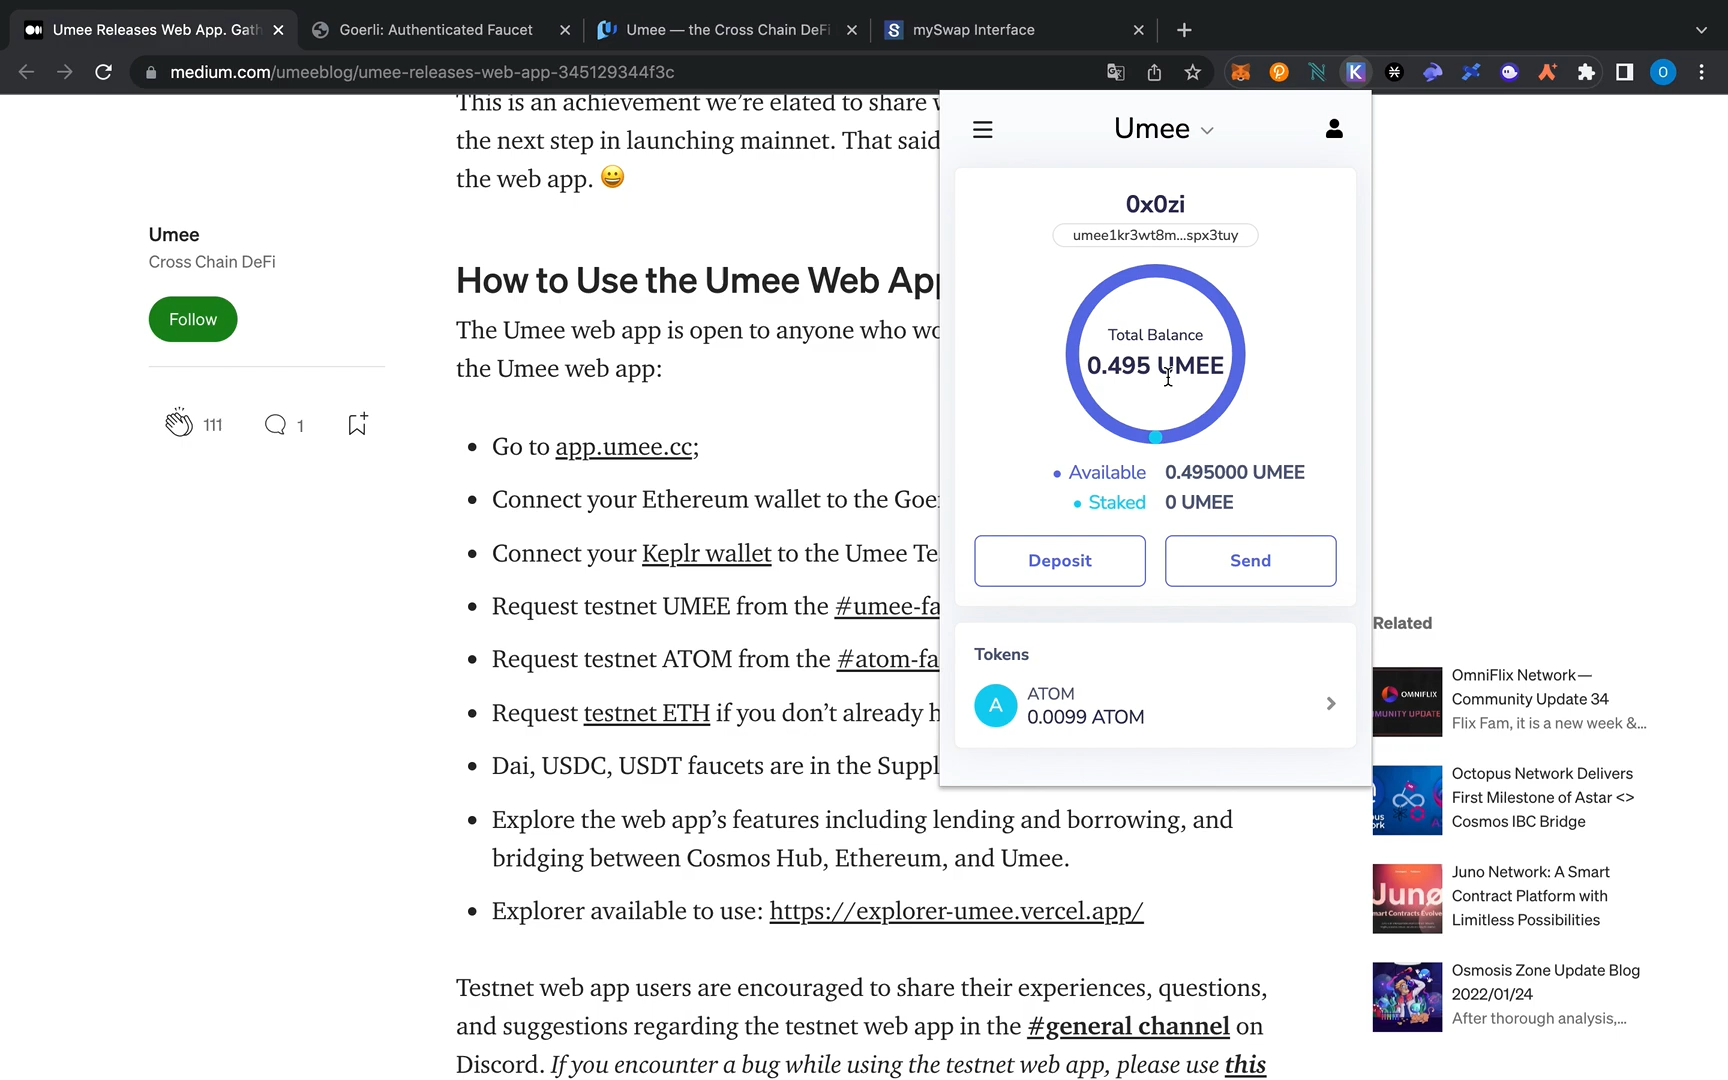 Umee Releases Web App. Gath
Goerli: Authenticated Faucet
Umee — the Cross Chain DeFi
mySwap Interface
medium.com/umeeblog/umee-releases-web-app-345129344f3c
This is an achievement we're elated to share
the next step in launching mainnet. That said
the web app. 😀
Umee
Cross Chain DeFi
Follow
111
1
How to Use the Umee Web App
The Umee web app is open to anyone who wo
the Umee web app:
• Go to app.umee.cc;
• Connect your Ethereum wallet to the Goe
• Connect your Keplr wallet to the Umee Te
• Request testnet UMEE from the #umee-fa
• Request testnet ATOM from the #atom-fa
• Request testnet ETH if you don't already h
• Dai, USDC, USDT faucets are in the Suppl
• Explore the web app's features including lending and borrowing, and
bridging between Cosmos Hub, Ethereum, and Umee.
• Explorer available to use: https://explorer-umee.vercel.app/
Testnet web app users are encouraged to share their experiences, questions,
and suggestions regarding the testnet web app in the #general channel on
Discord. If you encounter a bug while using the testnet web app, please use this
Umee
0x0zi
umee1kr3wt8m...spx3tuy
Total Balance
0.495 UMEE
• Available 0.495000 UMEE
• Staked 0 UMEE
Deposit
Send
Tokens
A
ATOM
0.0099 ATOM
Related
OMNIFLIX
MUNITY UPDATE
OmniFlix Network—
Community Update 34
Flix Fam, it is a new week &...
Octopus Network Delivers
First Milestone of Astar <>
Cosmos IBC Bridge
Juno
mart Contracts Evolve
Juno Network: A Smart
Contract Platform with
Limitless Possibilities
Osmosis Zone Update Blog
2022/01/24
After thorough analysis,...